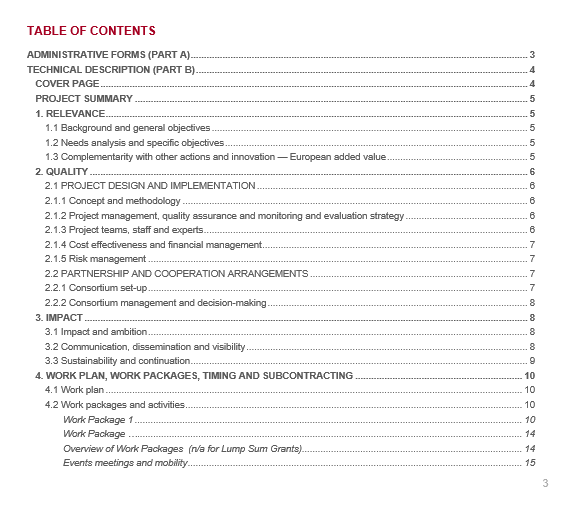 TABLE OF CONTENTS
ADMINISTRATIVE FORMS (PART A) 3
TECHNICAL DESCRIPTION (PART B) 4
COVER PAGE 4
PROJECT SUMMARY 5
1. RELEVANCE 5
1.1 Background and general objectives 5
1.2 Needs analysis and specific objectives 5
1.3 Complementarity with other actions and innovation — European added value 5
2. QUALITY 6
2.1 PROJECT DESIGN AND IMPLEMENTATION 6
2.1.1 Concept and methodology 6
2.1.2 Project management, quality assurance and monitoring and evaluation strategy 6
2.1.3 Project teams, staff and experts 6
2.1.4 Cost effectiveness and financial management 7
2.1.5 Risk management 7
2.2 PARTNERSHIP AND COOPERATION ARRANGEMENTS 7
2.2.1 Consortium set-up 7
2.2.2 Consortium management and decision-making 8
3. IMPACT 8
3.1 Impact and ambition 8
3.2 Communication, dissemination and visibility 8
3.3 Sustainability and continuation 9
4. WORK PLAN, WORK PACKAGES, TIMING AND SUBCONTRACTING 10
4.1 Work plan 10
4.2 Work packages and activities 10
Work Package 1 10
Work Package … 14
Overview of Work Packages (n/a for Lump Sum Grants) 14
Events meetings and mobility 15
3